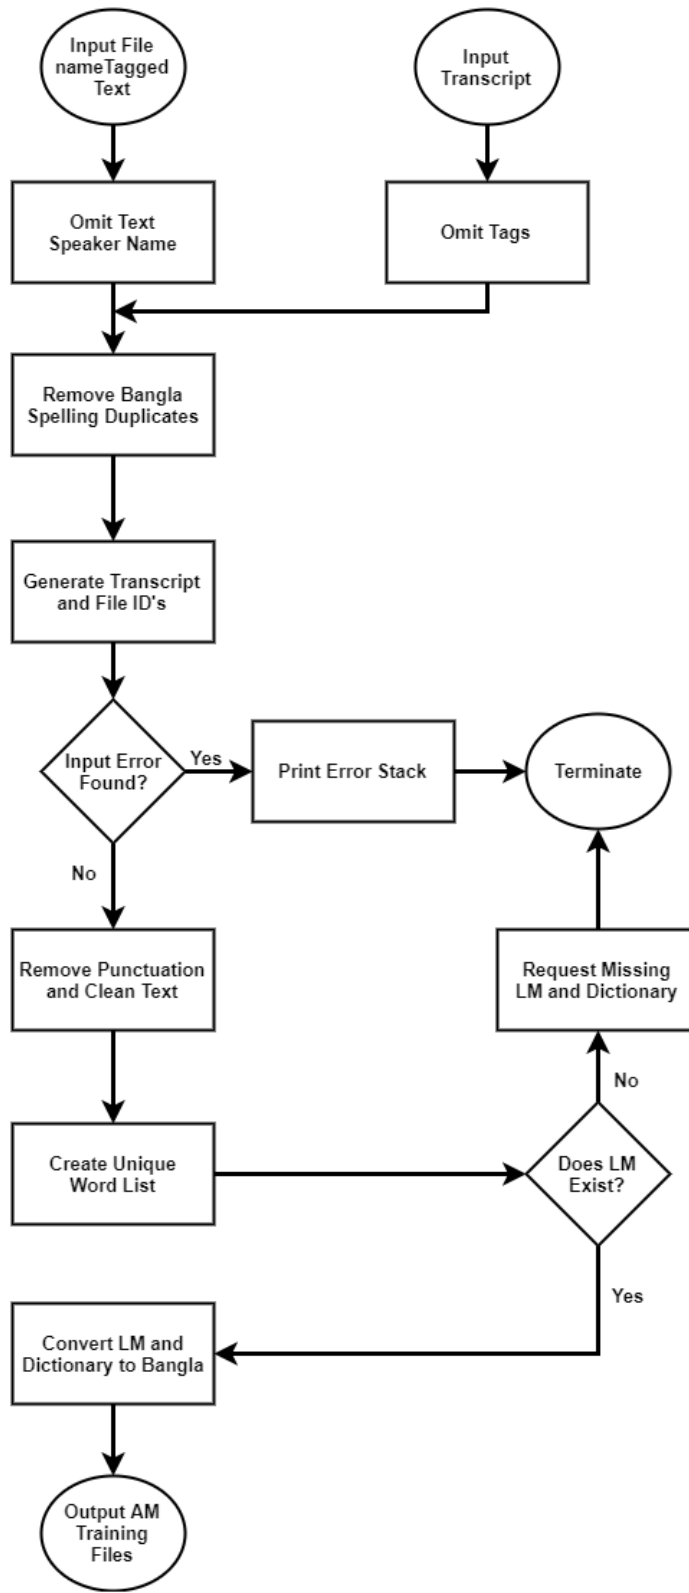 Input File
nameTagged
Text
Input
Transcript
Omit Text
Speaker Name
Omit Tags
Remove Bangla
Spelling Duplicates
Generate Transcript
and File ID's
Input Error
Found?
Yes
Print Error Stack
Terminate
No
Remove Punctuation
and Clean Text
Request Missing
LM and Dictionary
No
Create Unique
Word List
Does LM
Exist?
Yes
Convert LM and
Dictionary to Bangla
Output AM
Training
Files